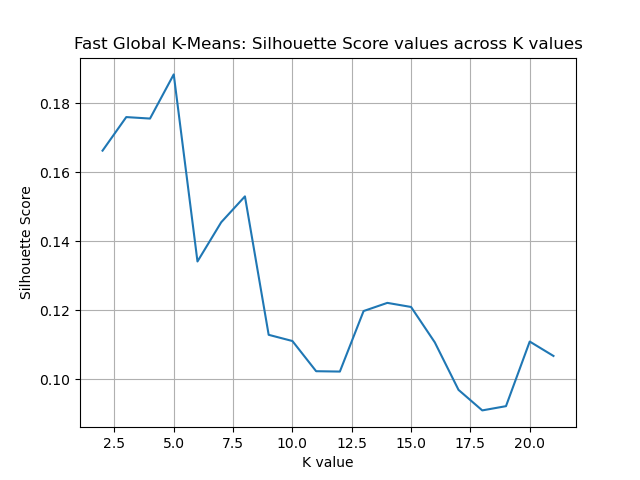 Fast Global K-Means: Silhouette Score values across K values
Silhouette Score
0.18
0.16
0.14
0.12
0.10
2.5 5.0 7.5 10.0 12.5 15.0 17.5 20.0
K value